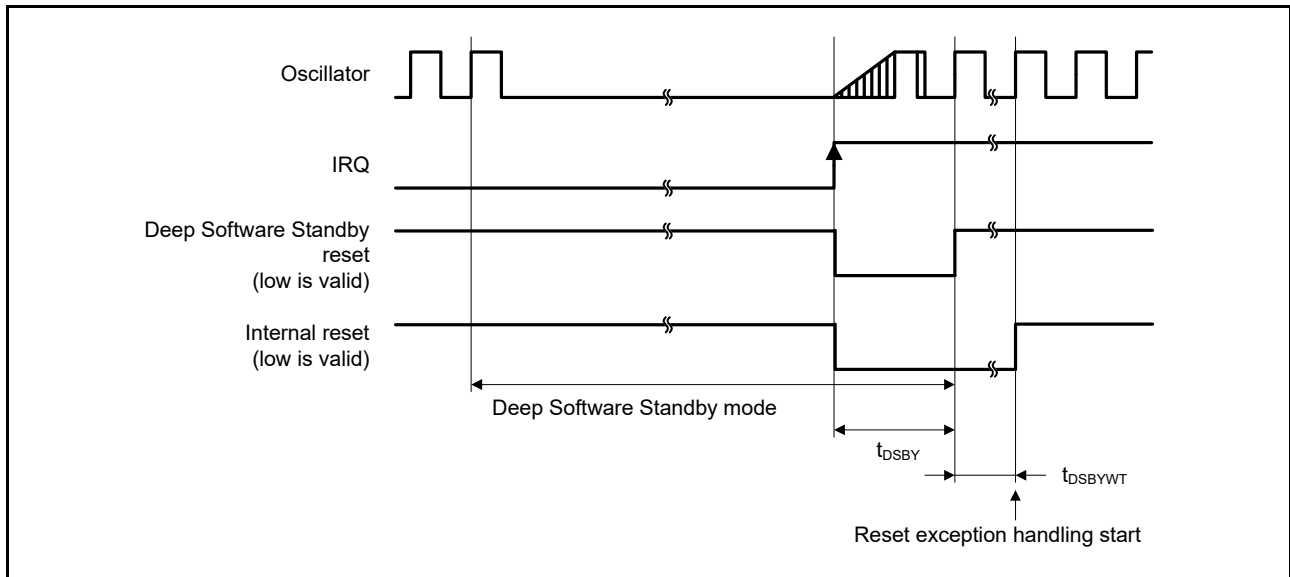 Oscillator
IRQ
Deep Software Standby
reset
(low is valid)
Internal reset
(low is valid)
Deep Software Standby mode
tDSBY
tDSBYWT
Reset exception handling start